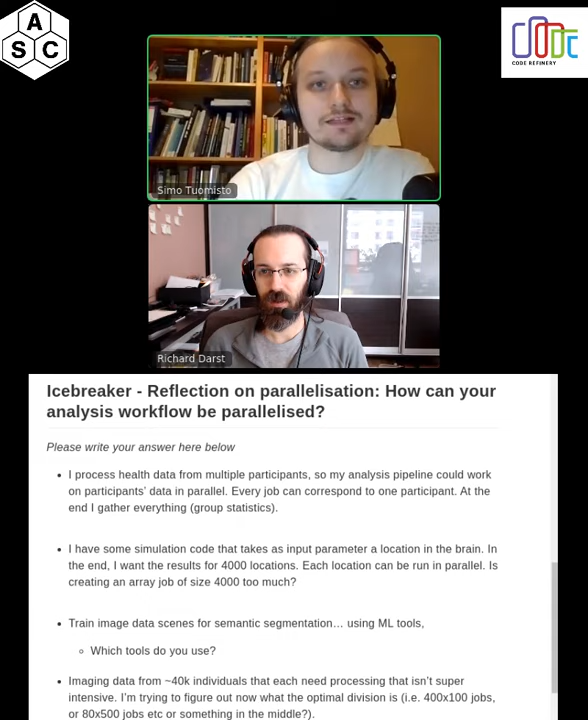 A
S C
CODE REFINERY
Simo Tuomisto
Richard Darst
Icebreaker - Reflection on parallelisation: How can your
analysis workflow be parallelised?
Please write your answer here below
• I process health data from multiple participants, so my analysis pipeline could work
on participants’ data in parallel. Every job can correspond to one participant. At the
end I gather everything (group statistics).
• I have some simulation code that takes as input parameter a location in the brain. In
the end, I want the results for 4000 locations. Each location can be run in parallel. Is
creating an array job of size 4000 too much?
• Train image data scenes for semantic segmentation… using ML tools,
◦ Which tools do you use?
• Imaging data from ~40k individuals that each need processing that isn’t super
intensive. I’m trying to figure out now what the optimal division is (i.e. 400x100 jobs,
or 80x500 jobs etc or something in the middle?).